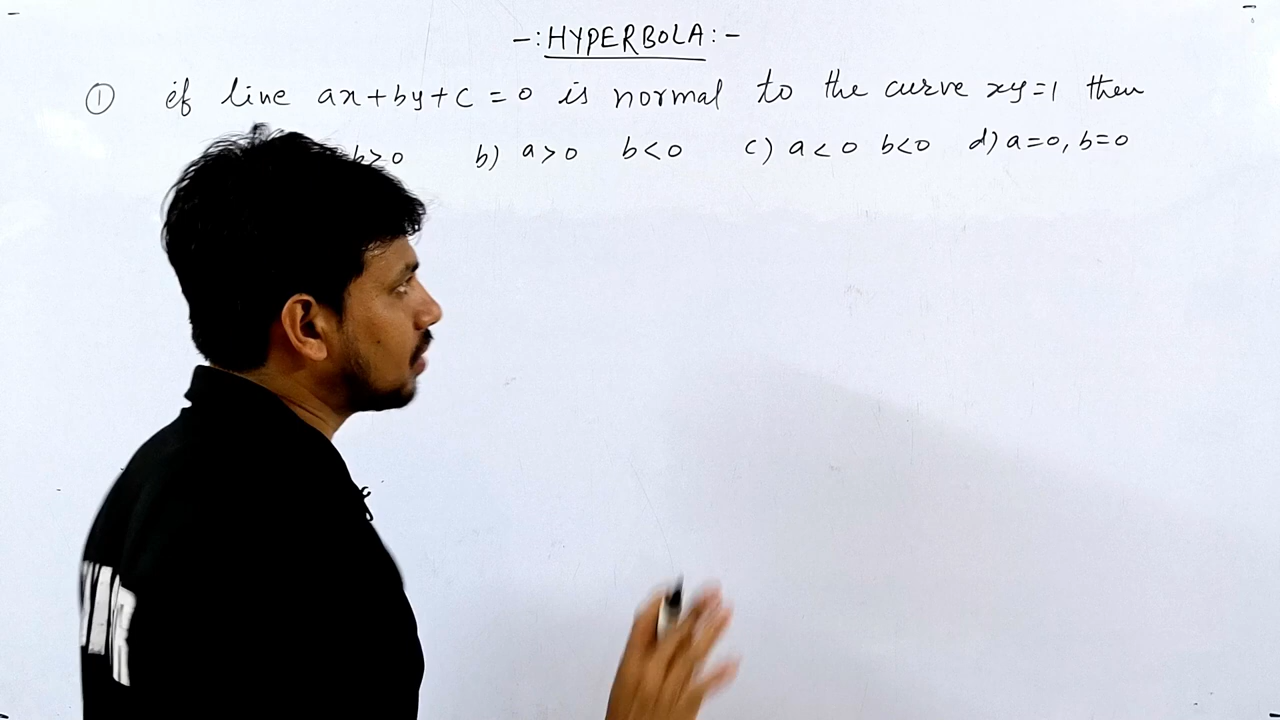 -:HYPERBOLA:-
① if line ax+by+c=0 is normal to the curve xy=1 then
b>0 b) a>0 b<0 c) a<0 b<0 d) a=0, b=0